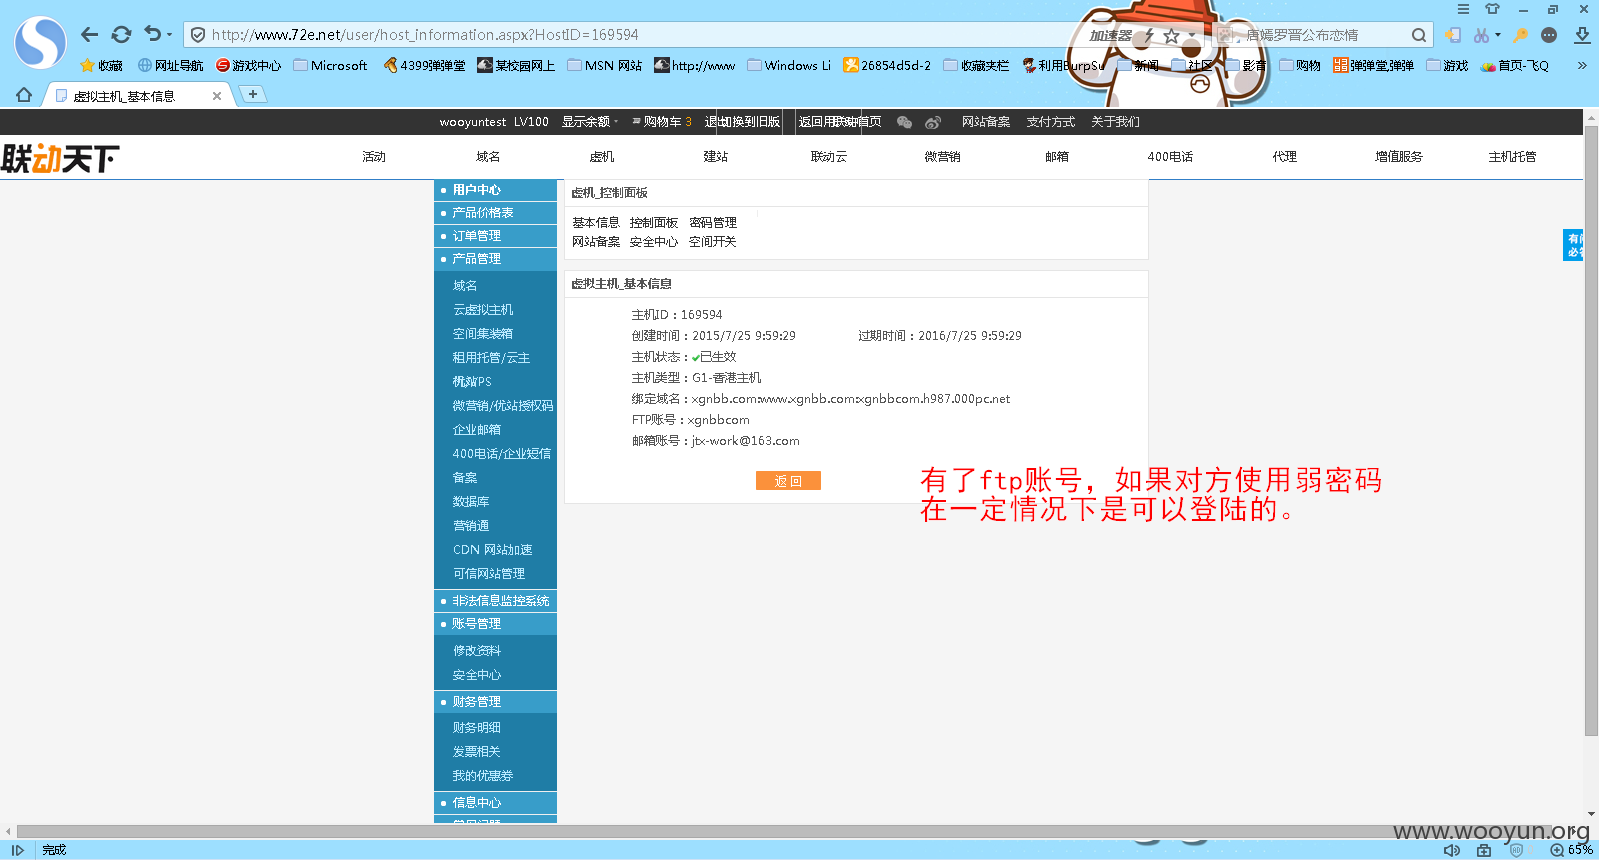 http://www.72e.net/user/host_information.aspx?HostID=169594
加速器
唐嫣罗晋公布恋情
收藏 网址导航 游戏中心 Microsoft 4399弹弹堂 某校园网上 MSN 网站 http://www Windows Li 26854d5d-2 收藏夹栏 利用BurpSu 新闻 社区 影音 购物 弹弹堂,弹弹 游戏 首页-飞Q
虚拟主机_基本信息
wooyuntest LV100 显示余额 购物车 3 退出 切换到旧版 返回用 首页 网站备案 支付方式 关于我们
联动天下 活动 域名 虚机 建站 联动云 微营销 邮箱 400电话 代理 增值服务 主机托管
用户中心
产品价格表
订单管理
产品管理
域名
云虚拟主机
空间集装箱
租用托管/云主
微营销/优站授权码
企业邮箱
400电话/企业短信
备案
数据库
营销通
CDN 网站加速
可信网站管理
非法信息监控系统
账号管理
修改资料
安全中心
财务管理
财务明细
发票相关
我的优惠券
信息中心
虚机_控制面板
基本信息 控制面板 密码管理
网站备案 安全中心 空间开关
虚拟主机_基本信息
主机ID：169594
创建时间：2015/7/25 9:59:29 过期时间：2016/7/25 9:59:29
主机状态：已生效
主机类型：G1-香港主机
绑定域名：xgnbb.com;www.xgnbb.com;xgnbbcom.h987.000pc.net
FTP账号：xgnbbcom
邮箱账号：jtx-work@163.com
返 回
有了ftp账号，如果对方使用弱密码
在一定情况下是可以登陆的。
www.wooyun.org
完成
65%